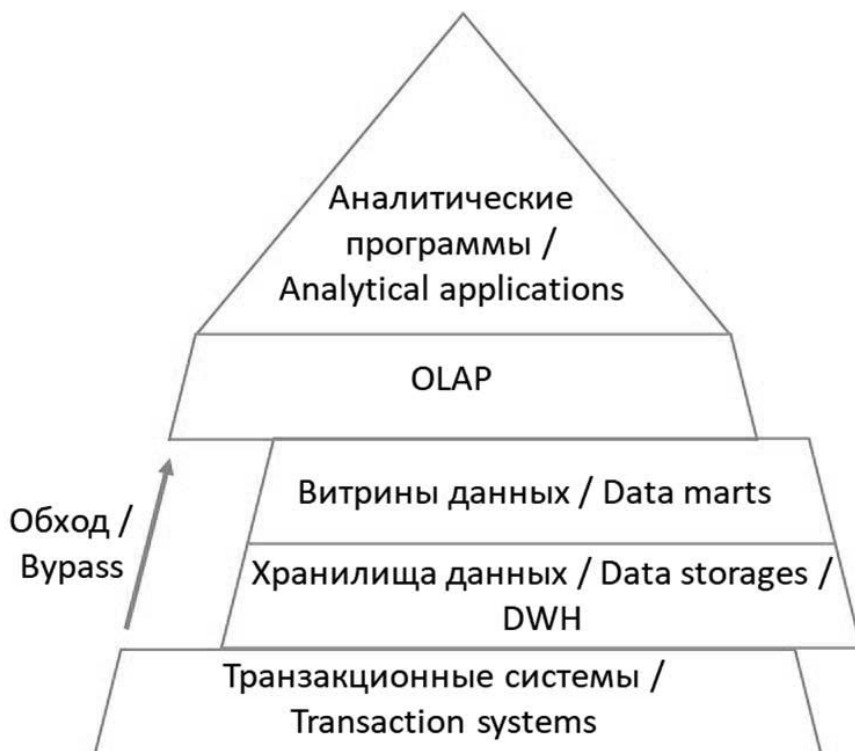 Аналитические
программы /
Analytical applications
OLAP
Витрины данных / Data marts
Обход /
Bypass
Хранилища данных / Data storages /
DWH
Транзакционные системы /
Transaction systems